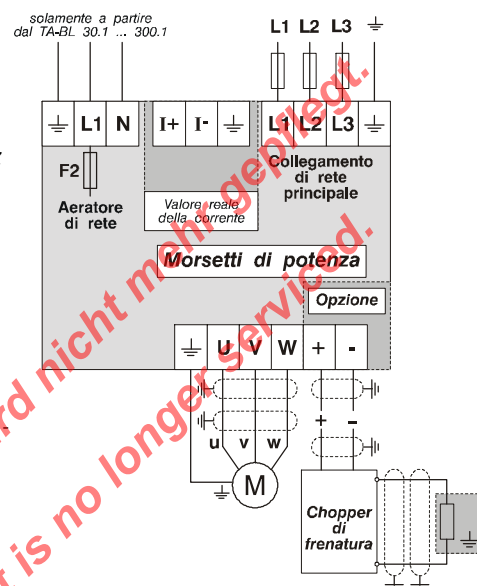 solamente a partire
dal TA-BL 30.1 ... 300.1
L1 L2 L3
L1 N
I+ I-
L1 L2 L3
F2
Aeratore
di rete
Valore reale
della corrente
Collegamento
di rete
principale
Morsetti di potenza
Opzione
U V W + -
+ -
u v w
M
Chopper
di
frenatura
rd nicht mehr gepflegt.
r is no longer serviced.